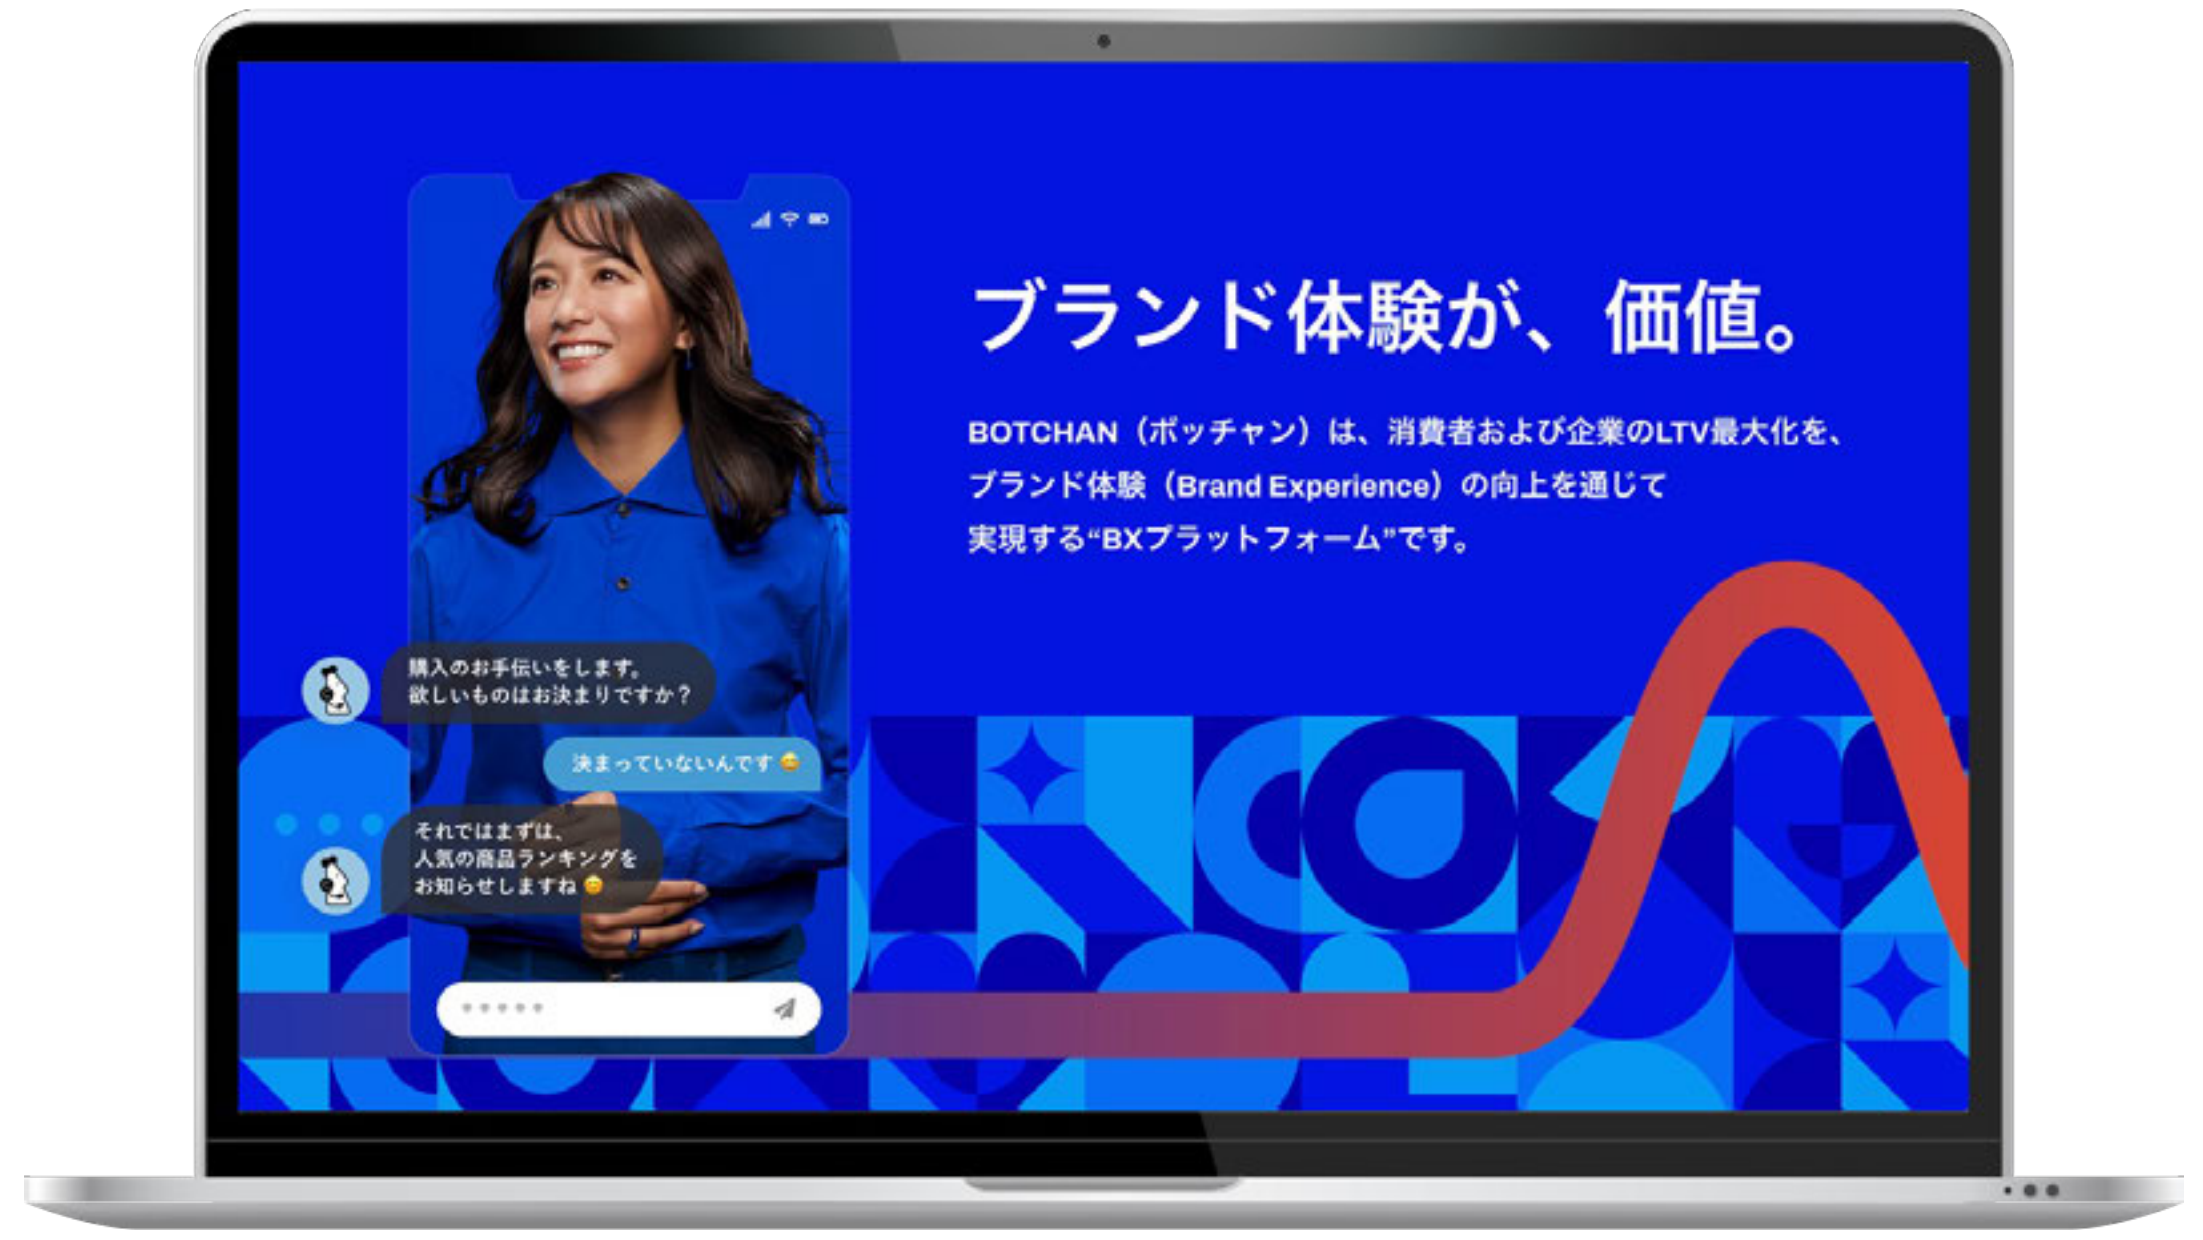 ブランド体験が、価値。
BOTCHAN（ボッチャン）は、消費者および企業のLTV最大化を、
ブランド体験（Brand Experience）の向上を通じて
実現する“BXプラットフォーム”です。
購入のお手伝いをします。
欲しいものはお決まりですか？
決まっていないんです😅
それではまずは、
人気の商品ランキングを
お知らせしますね😊